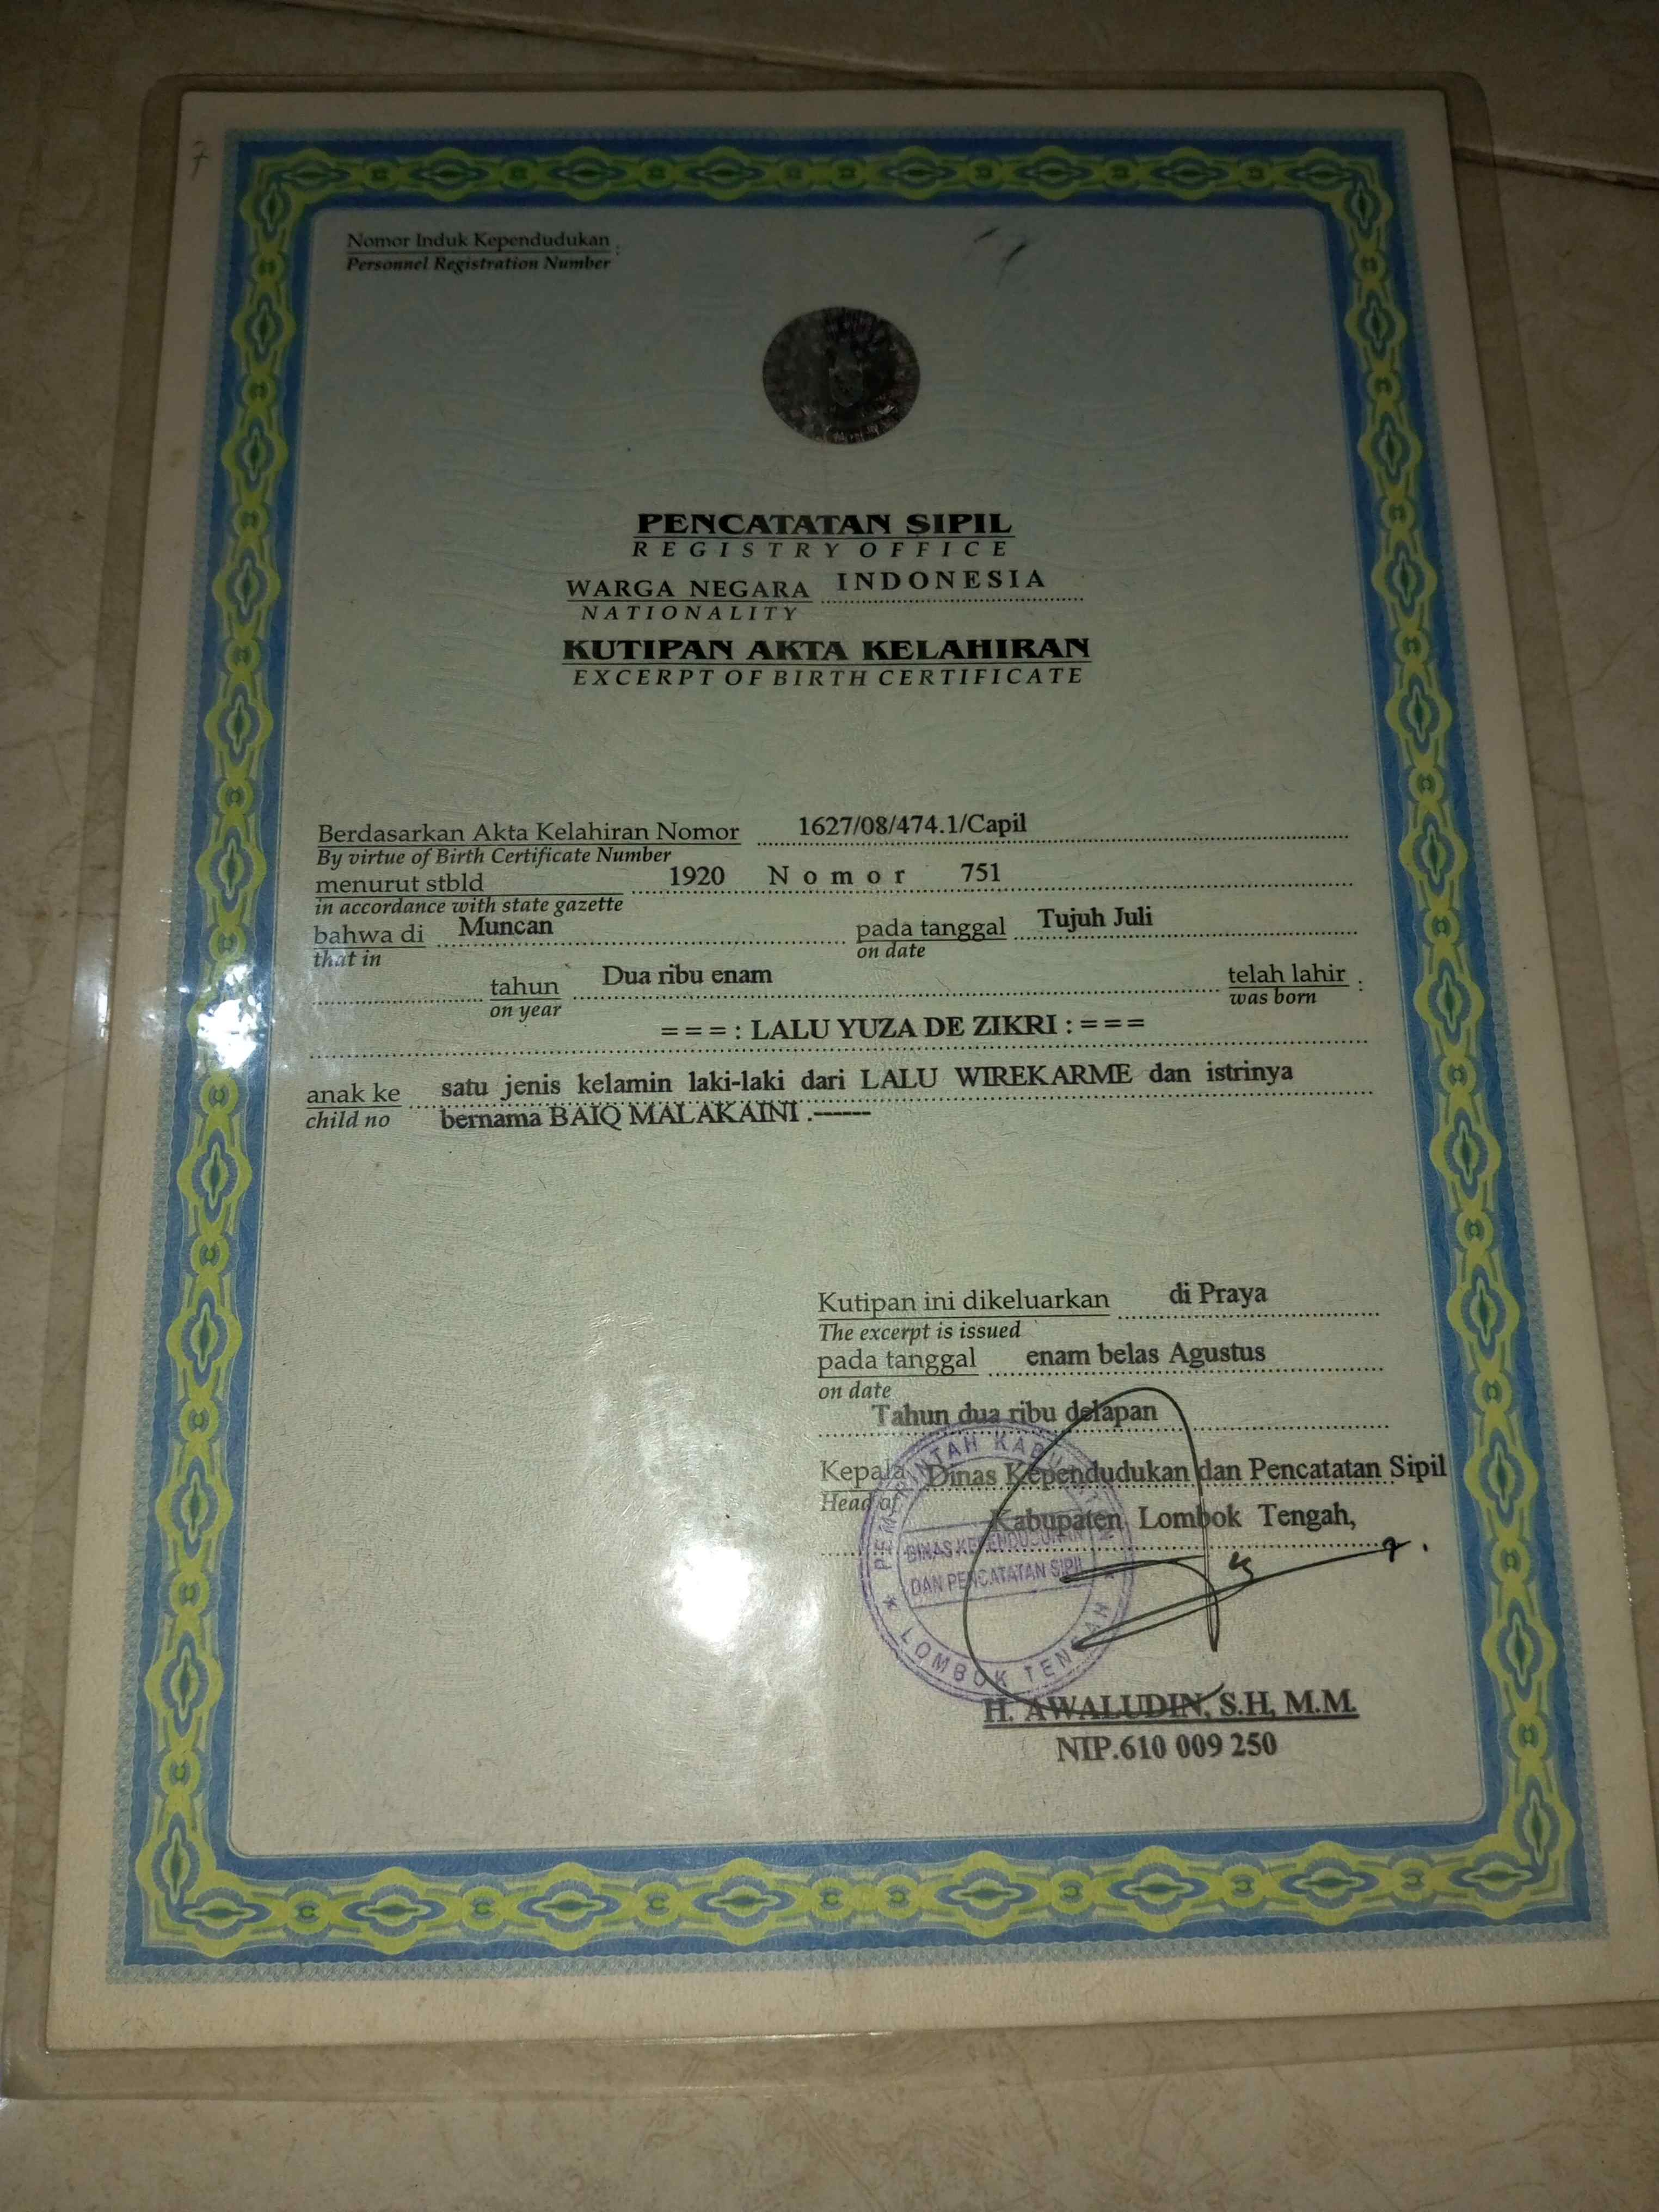 7
Nomor Induk Kependudukan :
Personnel Registration Number
PENCATATAN SIPIL
REGISTRY OFFICE
WARGA NEGARA INDONESIA
NATIONALITY
KUTIPAN AKTA KELAHIRAN
EXCERPT OF BIRTH CERTIFICATE
Berdasarkan Akta Kelahiran Nomor 1627/08/474.1/Capil
By virtue of Birth Certificate Number
menurut stbld 1920 Nomor 751
in accordance with state gazette
bahwa di Muncan pada tanggal Tujuh Juli
that in on date
tahun Dua ribu enam telah lahir :
on year was born
= = = : LALU YUZA DE ZIKRI : = = =
anak ke satu jenis kelamin laki-laki dari LALU WIREKARME dan istrinya
child no bernama BAIQ MALAKAINI .------
Kutipan ini dikeluarkan di Praya
The excerpt is issued
pada tanggal enam belas Agustus
on date
Tahun dua ribu delapan
Kepala Dinas Kependudukan dan Pencatatan Sipil
Head of
Kabupaten Lombok Tengah,
DINAS KEPENDUDUKAN
DAN PENCATATAN SIPIL
LOMBOK TENGAH
H. AWALUDIN, S.H, M.M.
NIP.610 009 250